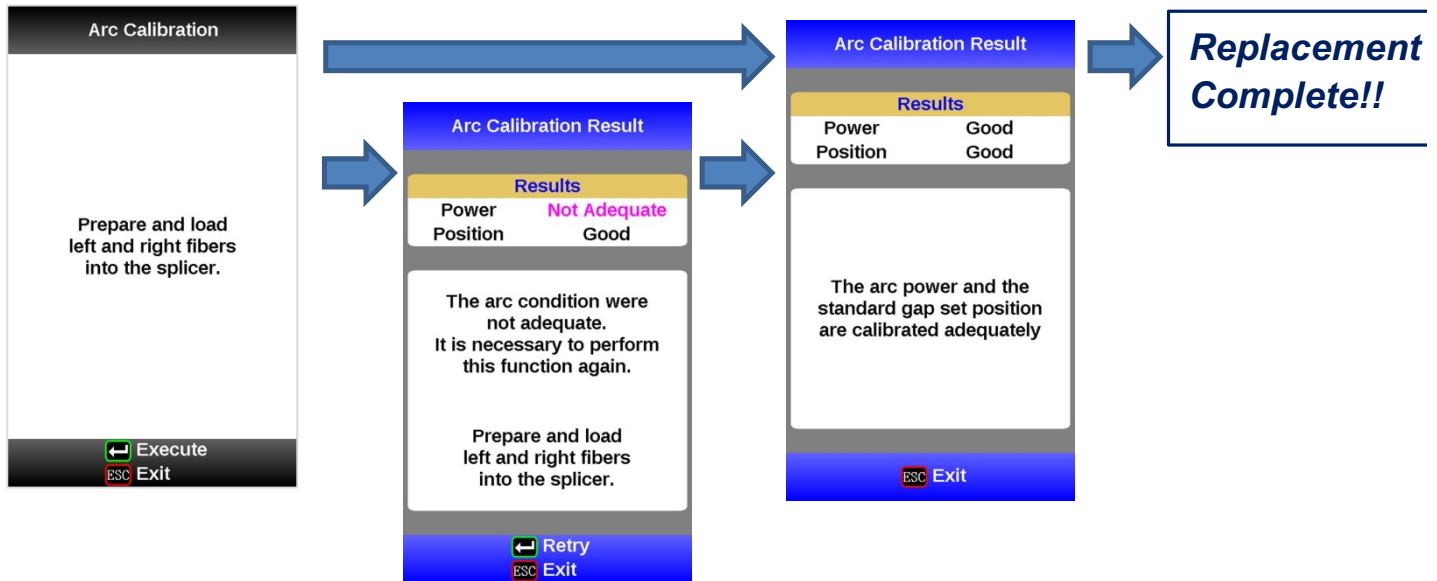 Arc Calibration
Prepare and load
left and right fibers
into the splicer.
Execute
ESC Exit
Arc Calibration Result
Results
Power Not Adequate
Position Good
The arc condition were
not adequate.
It is necessary to perform
this function again.
Prepare and load
left and right fibers
into the splicer.
Retry
ESC Exit
Arc Calibration Result
Results
Power Good
Position Good
The arc power and the
standard gap set position
are calibrated adequately
ESC Exit
Replacement
Complete!!